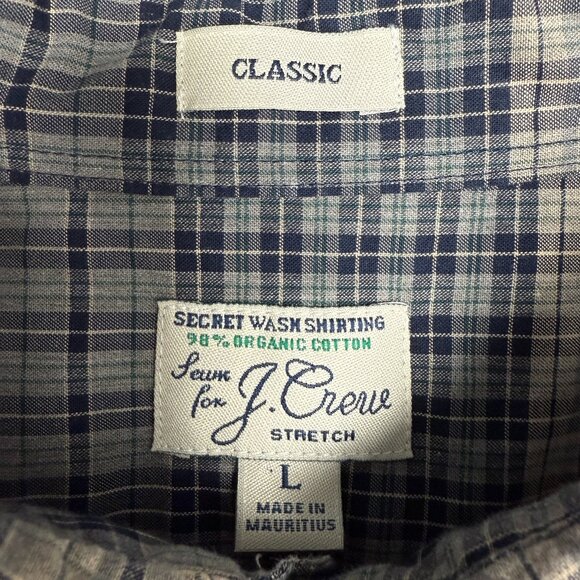 CLASSIC
SECRET WASH SHIRTING
98% ORGANIC COTTON
Sewn for J. Crew
STRETCH
L
MADE IN
MAURITIUS